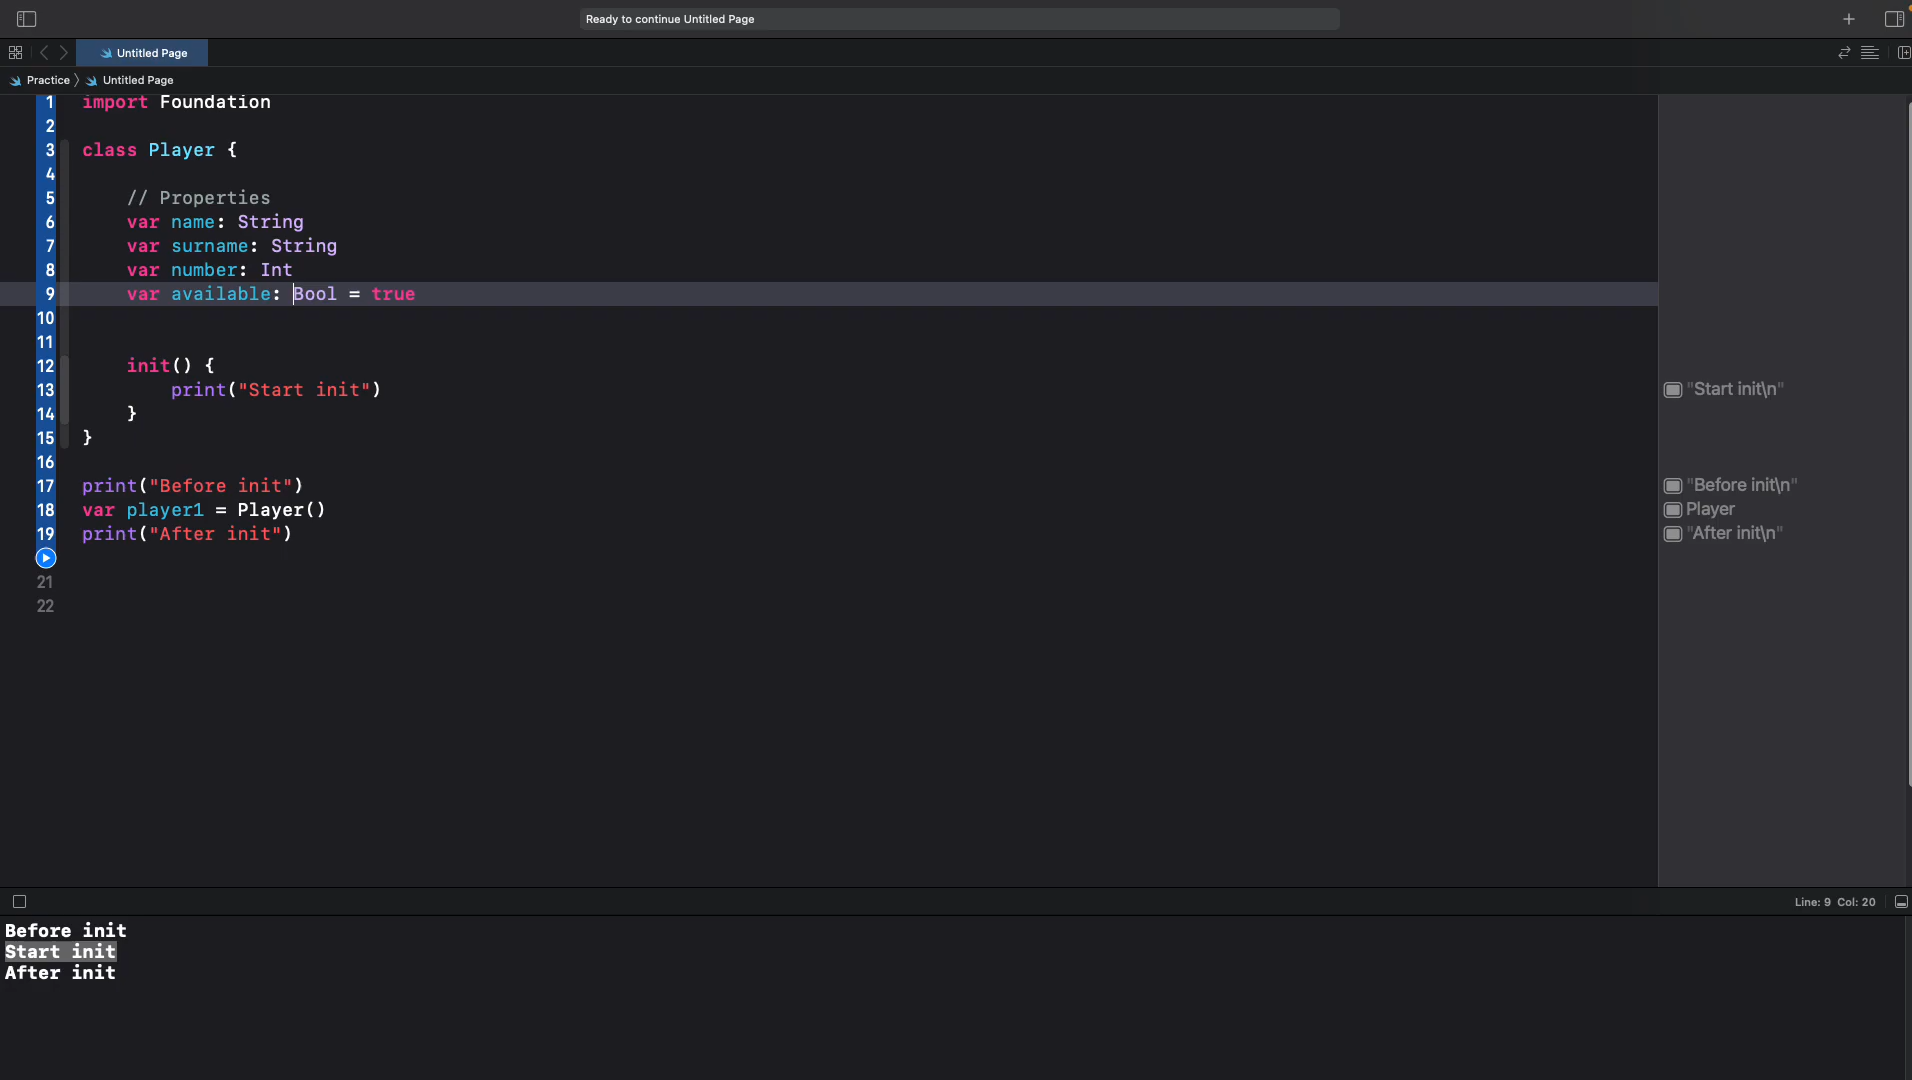 Ready to continue Untitled Page
Untitled Page
Practice Untitled Page
1 import Foundation
2
3 class Player {
4
5 // Properties
6 var name: String
7 var surname: String
8 var number: Int
9 var available: Bool = true
10
11
12 init() {
13 print("Start init") "Start init\n"
14 }
15 }
16
17 print("Before init") "Before init\n"
18 var player1 = Player() Player
19 print("After init") "After init\n"
21
22
Line: 9 Col: 20
Before init
Start init
After init